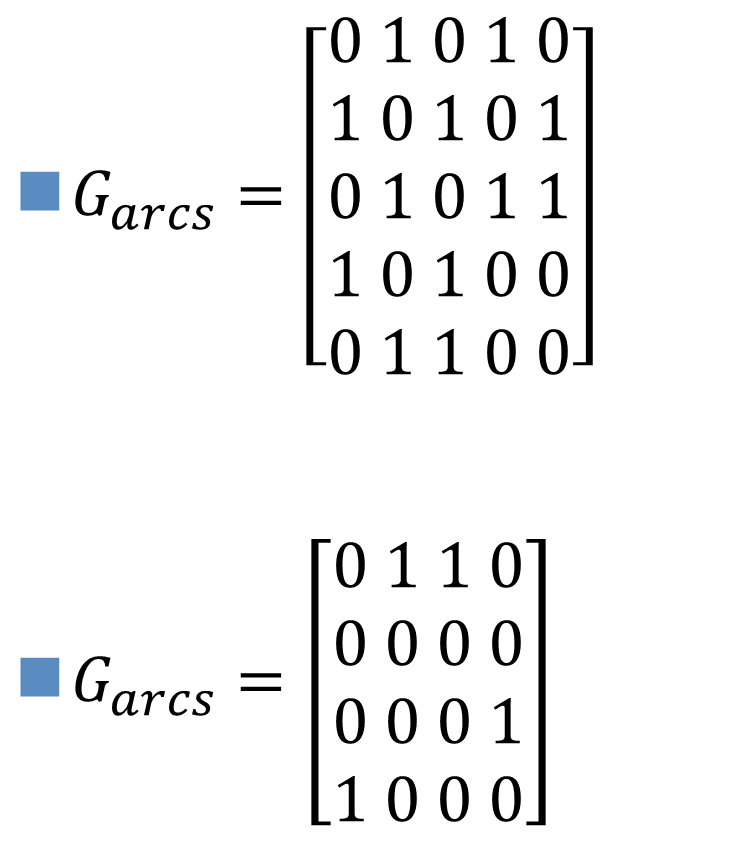 0 1 0 1 0
1 0 1 0 1
G_arcs = 0 1 0 1 1
1 0 1 0 0
0 1 1 0 0
0 1 1 0
0 0 0 0
G_arcs = 0 0 0 1
1 0 0 0